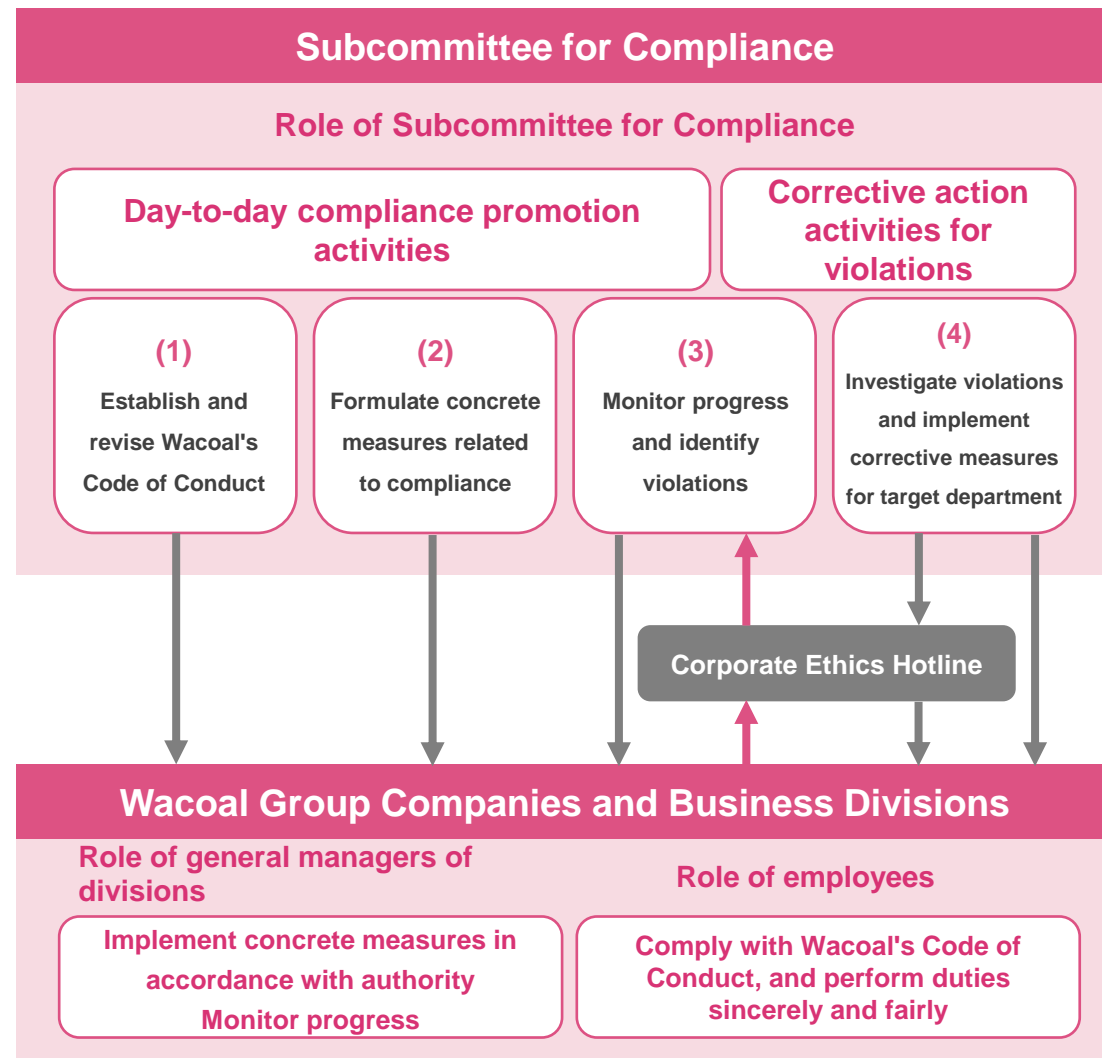 Subcommittee for Compliance
Role of Subcommittee for Compliance
Day-to-day compliance promotion
activities
Corrective action
activities for
violations
(1)
Establish and
revise Wacoal's
Code of Conduct
(2)
Formulate concrete
measures related
to compliance
(3)
Monitor progress
and identify
violations
(4)
Investigate violations
and implement
corrective measures
for target department
Corporate Ethics Hotline
Wacoal Group Companies and Business Divisions
Role of general managers of
divisions
Implement concrete measures in
accordance with authority
Monitor progress
Role of employees
Comply with Wacoal's Code of
Conduct, and perform duties
sincerely and fairly